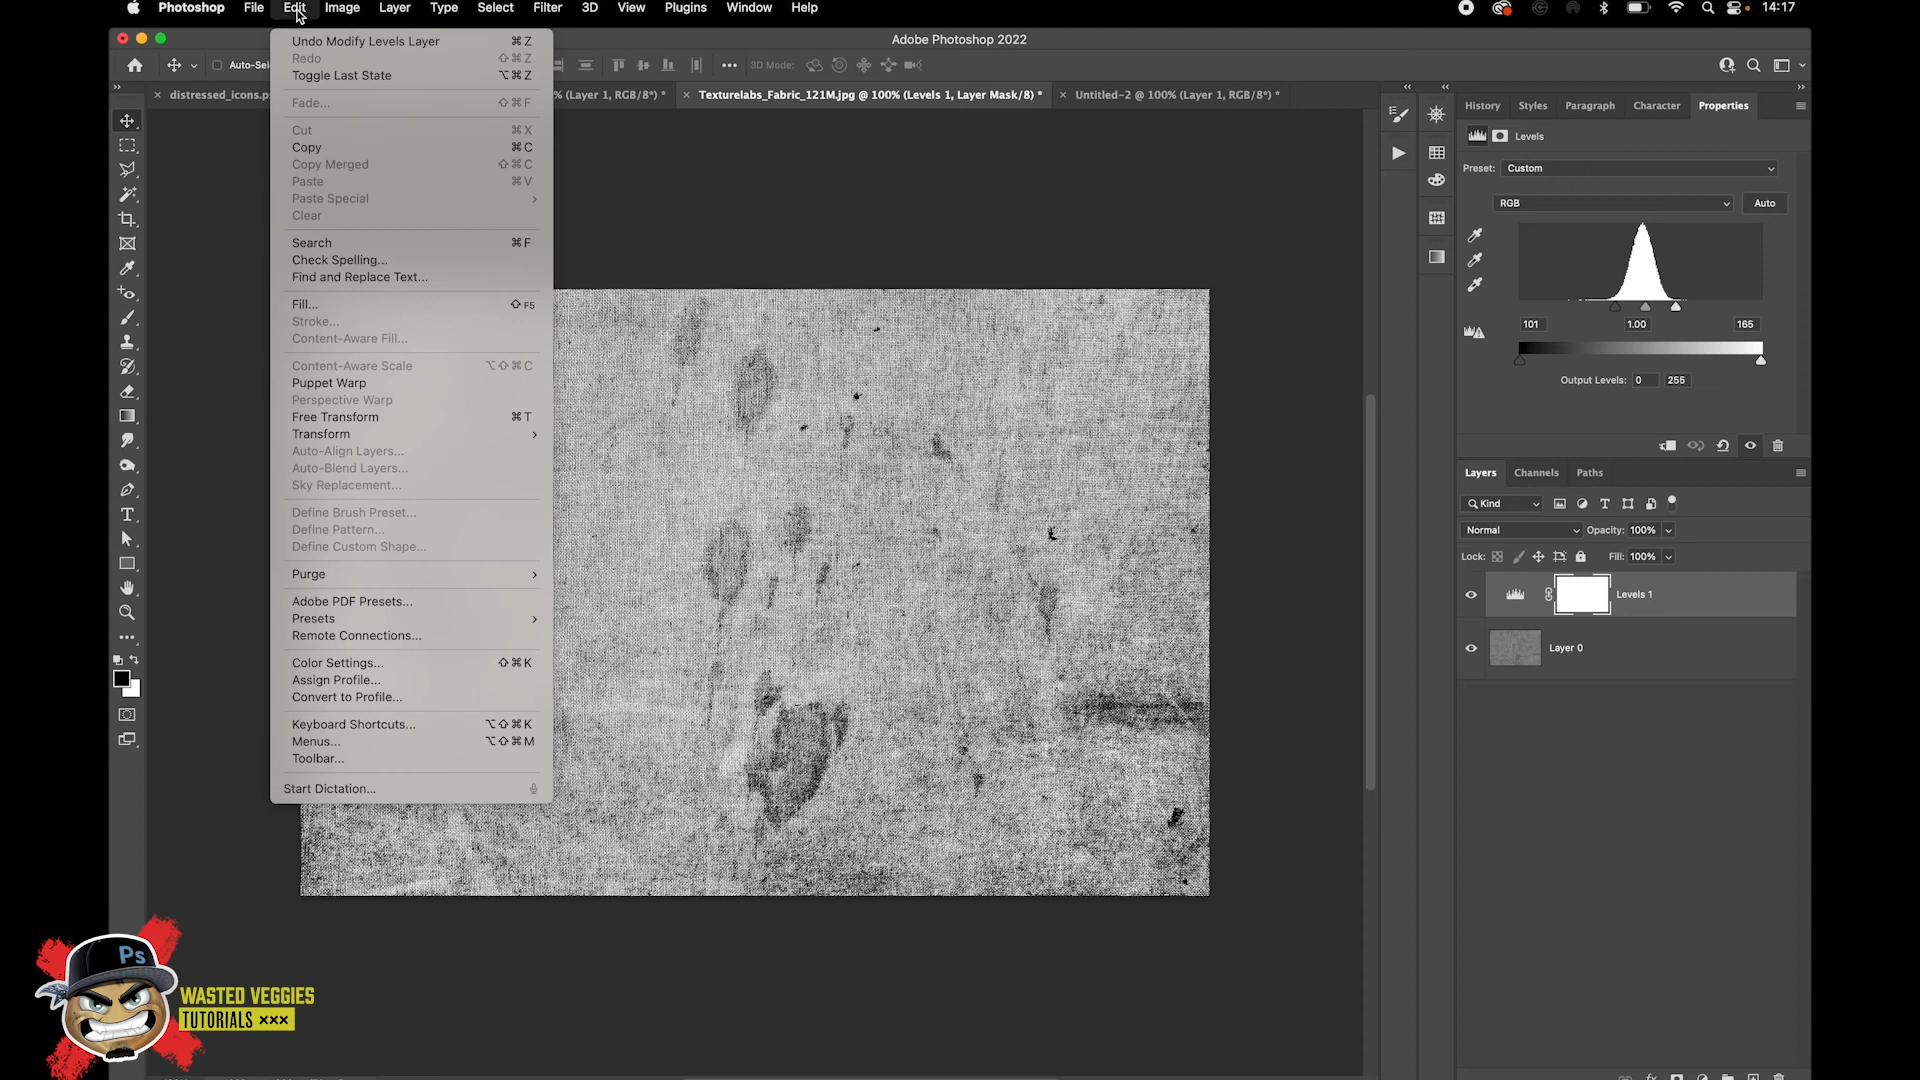 Photoshop File Edit Image Layer Type Select Filter 3D View Plugins Window Help 14:17
Adobe Photoshop 2022
Auto-Sel 3D Mode:
distressed_icons.ps % (Layer 1, RGB/8*) * Texturelabs_Fabric_121M.jpg @ 100% (Levels 1, Layer Mask/8) * Untitled-2 @ 100% (Layer 1, RGB/8*) *
Undo Modify Levels Layer ⌘Z
Redo ⇧⌘Z
Toggle Last State ⌥⌘Z
Fade... ⇧⌘F
Cut ⌘X
Copy ⌘C
Copy Merged ⇧⌘C
Paste ⌘V
Paste Special
Clear
Search ⌘F
Check Spelling...
Find and Replace Text...
Fill... ⇧F5
Stroke...
Content-Aware Fill...
Content-Aware Scale ⌥⇧⌘C
Puppet Warp
Perspective Warp
Free Transform ⌘T
Transform
Auto-Align Layers...
Auto-Blend Layers...
Sky Replacement...
Define Brush Preset...
Define Pattern...
Define Custom Shape...
Purge
Adobe PDF Presets...
Presets
Remote Connections...
Color Settings... ⇧⌘K
Assign Profile...
Convert to Profile...
Keyboard Shortcuts... ⌥⇧⌘K
Menus... ⌥⇧⌘M
Toolbar...
Start Dictation...
History Styles Paragraph Character Properties
Levels
Preset: Custom
RGB Auto
101 1.00 165
Output Levels: 0 255
Layers Channels Paths
Kind
Normal Opacity: 100%
Lock: Fill: 100%
Levels 1
Layer 0
Ps
WASTED VEGGIES
TUTORIALS ×××